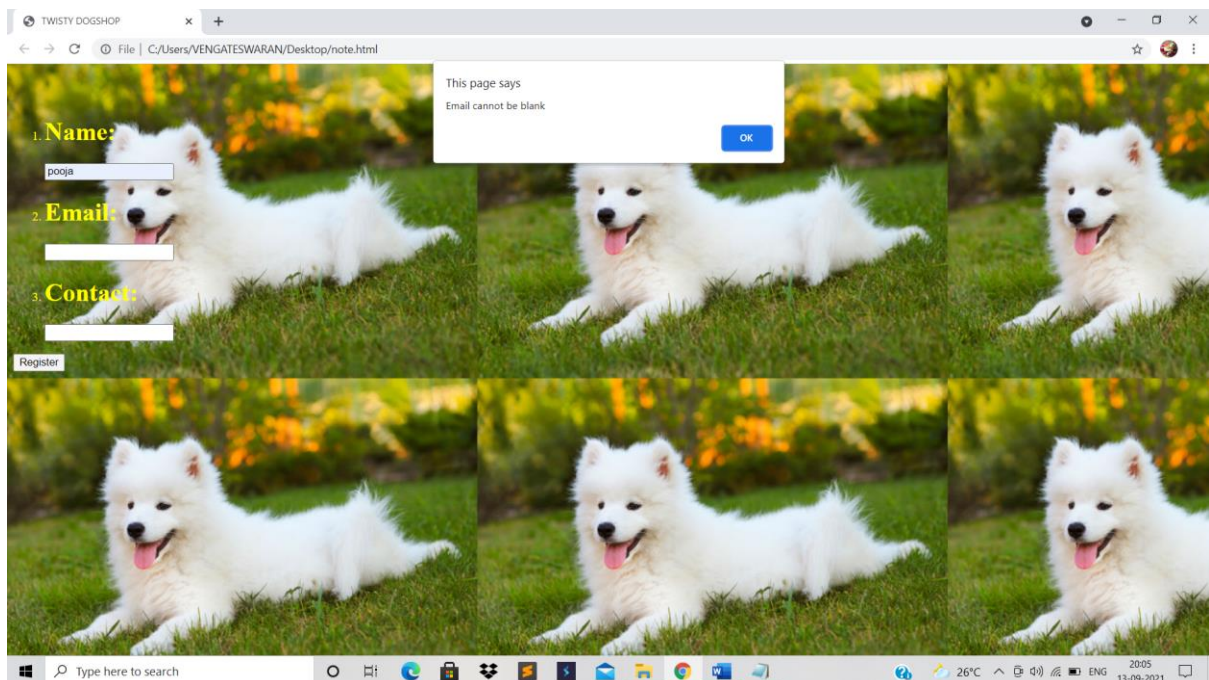 TWISTY DOGSHOP
File | C:/Users/VENGATESWARAN/Desktop/note.html
This page says
Email cannot be blank
OK
1. Name:
pooja
2. Email:
3. Contact:
Register
Type here to search
26°C
ENG
20:05
13-09-2021